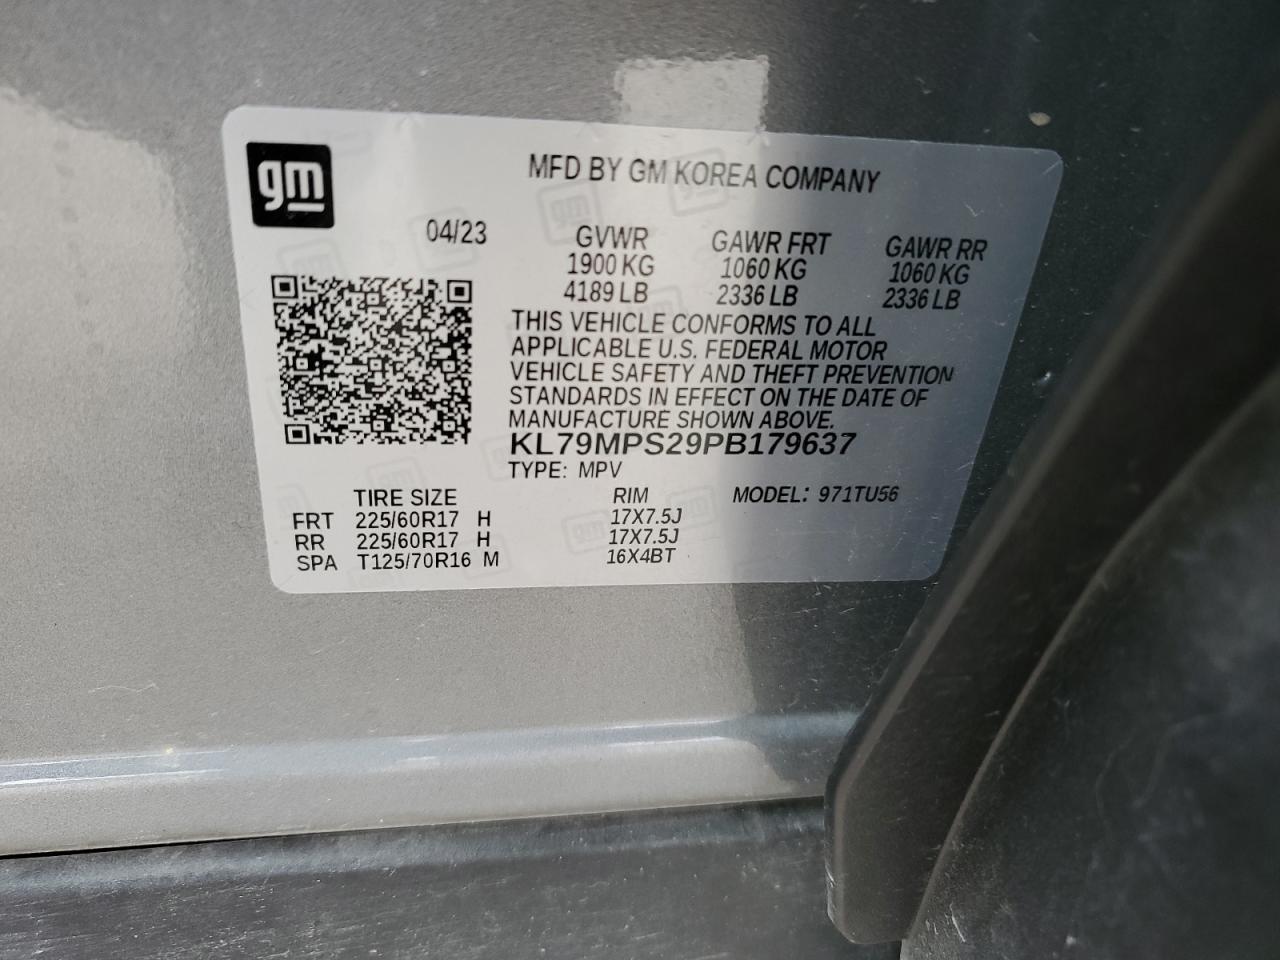 gm
MFD BY GM KOREA COMPANY
04/23 GVWR GAWR FRT GAWR RR
1900 KG 1060 KG 1060 KG
4189 LB 2336 LB 2336 LB
THIS VEHICLE CONFORMS TO ALL
APPLICABLE U.S. FEDERAL MOTOR
VEHICLE SAFETY AND THEFT PREVENTION
STANDARDS IN EFFECT ON THE DATE OF
MANUFACTURE SHOWN ABOVE.
KL79MPS29PB179637
TYPE: MPV
TIRE SIZE RIM MODEL: 971TU56
FRT 225/60R17 H 17X7.5J
RR 225/60R17 H 17X7.5J
SPA T125/70R16 M 16X4BT